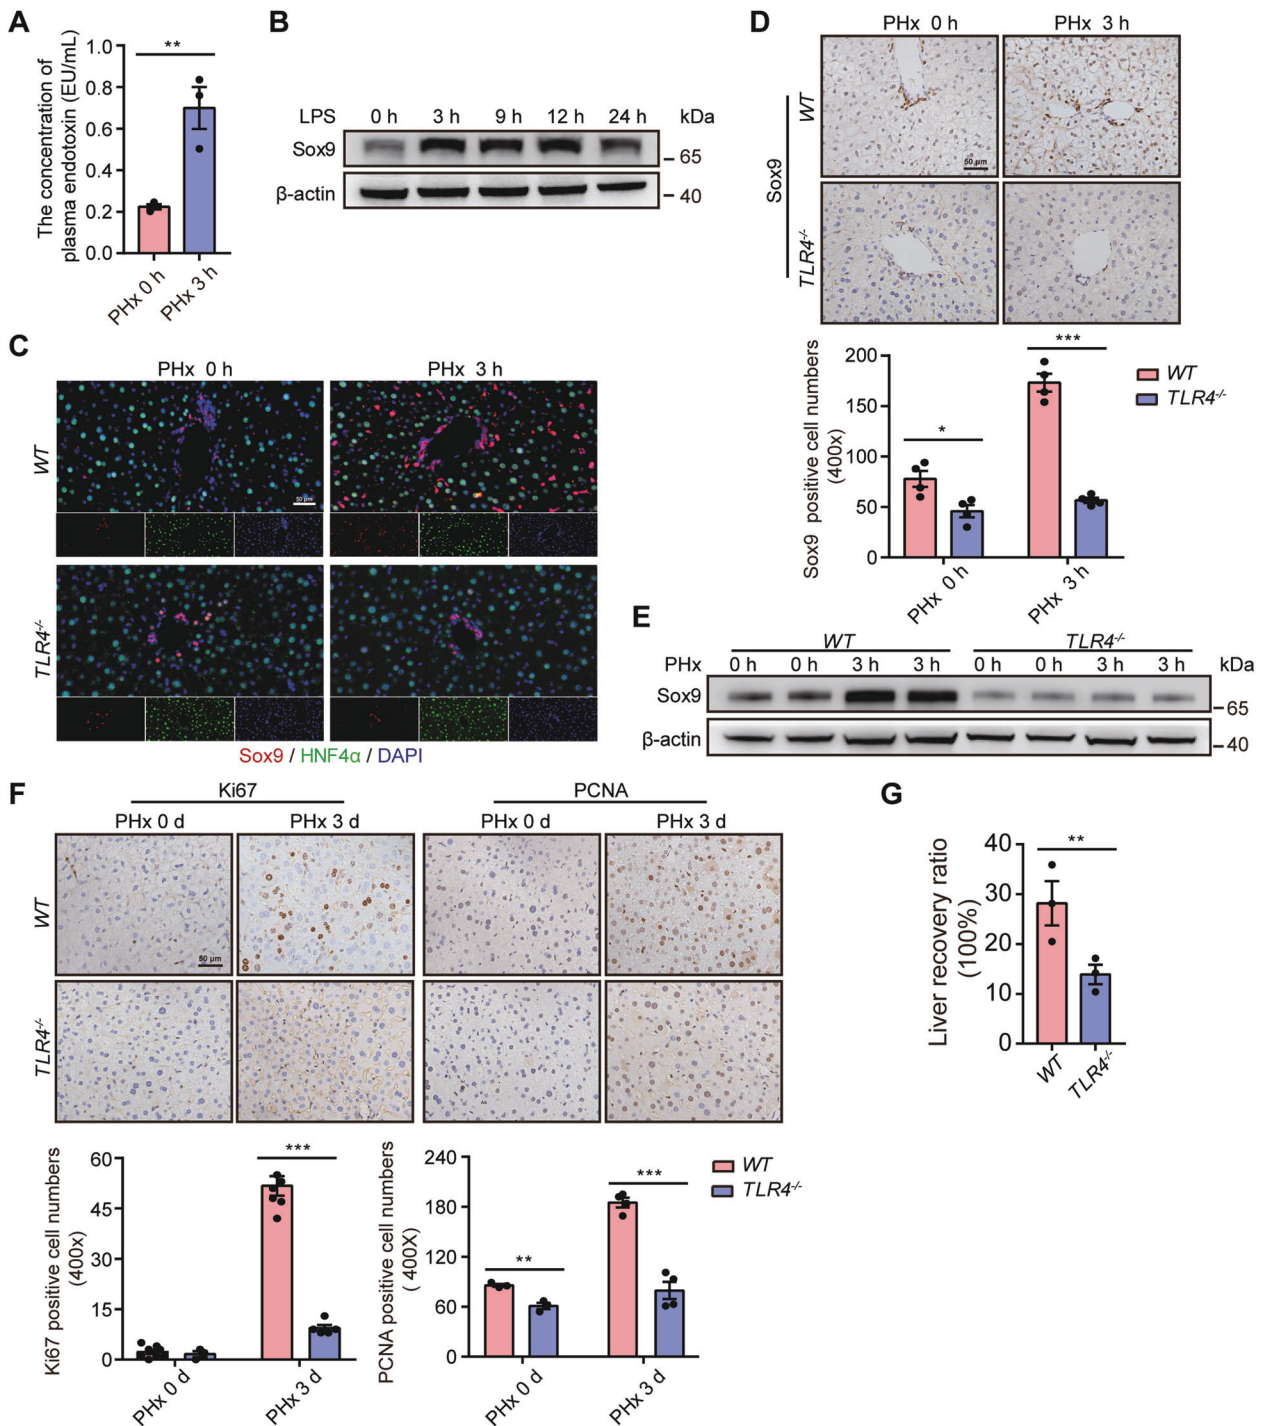 A
The concentration of
plasma endotoxin (EU/mL)
1.0
0.8
0.6
0.4
0.2
0.0
**
PHx 0 h
PHx 3 h
B
LPS 0 h 3 h 9 h 12 h 24 h kDa
Sox9 65
β-actin 40
C
PHx 0 h PHx 3 h
WT
50 μm
TLR4-/-
Sox9 / HNF4α / DAPI
D
PHx 0 h PHx 3 h
Sox9
WT
50 μm
TLR4-/-
Sox9 positive cell numbers
(400x)
200
150
100
50
0
*
***
PHx 0 h
PHx 3 h
WT
TLR4-/-
E
WT TLR4-/-
PHx 0 h 0 h 3 h 3 h 0 h 0 h 3 h 3 h kDa
Sox9 65
β-actin 40
F
Ki67 PCNA
PHx 0 d PHx 3 d PHx 0 d PHx 3 d
WT
50 μm
TLR4-/-
Ki67 positive cell numbers
(400x)
60
45
30
15
0
***
PHx 0 d
PHx 3 d
PCNA positive cell numbers
( 400X)
240
180
120
60
0
**
***
PHx 0 d
PHx 3 d
WT
TLR4-/-
G
Liver recovery ratio
(100%)
40
30
20
10
0
**
WT
TLR4-/-